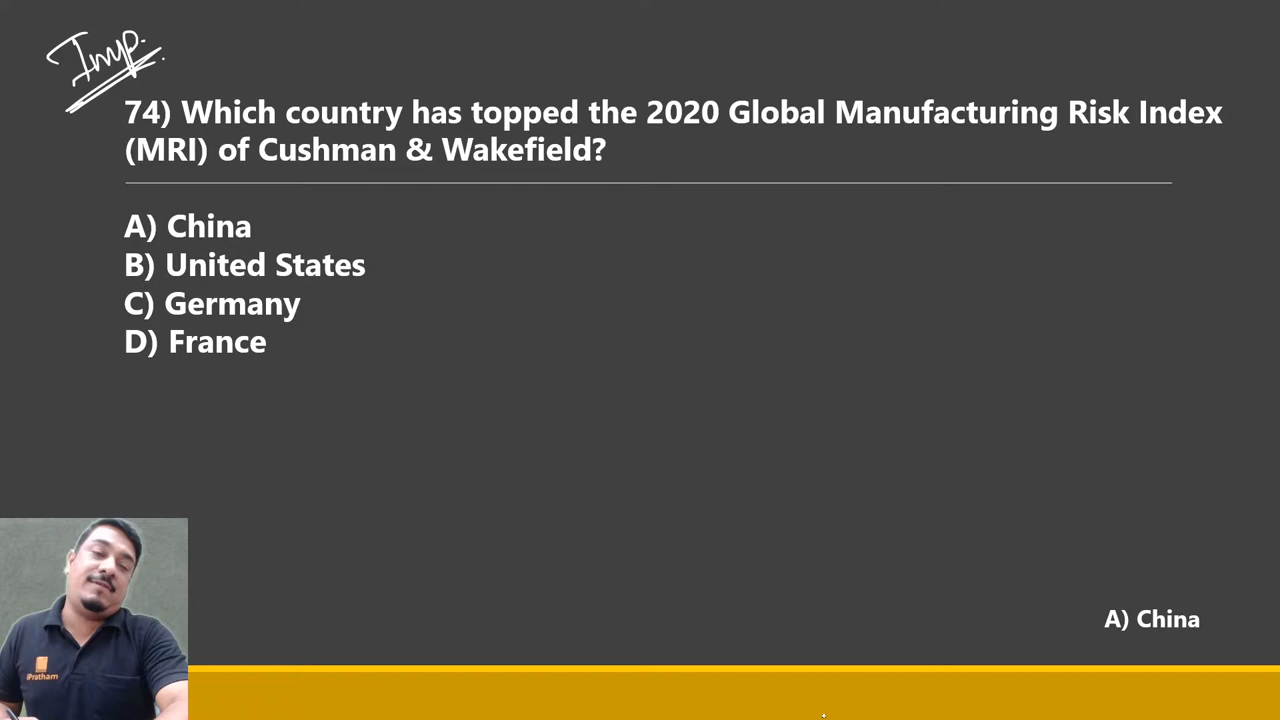 Imp.
74) Which country has topped the 2020 Global Manufacturing Risk Index
(MRI) of Cushman & Wakefield?
A) China
B) United States
C) Germany
D) France
A) China
iPratham